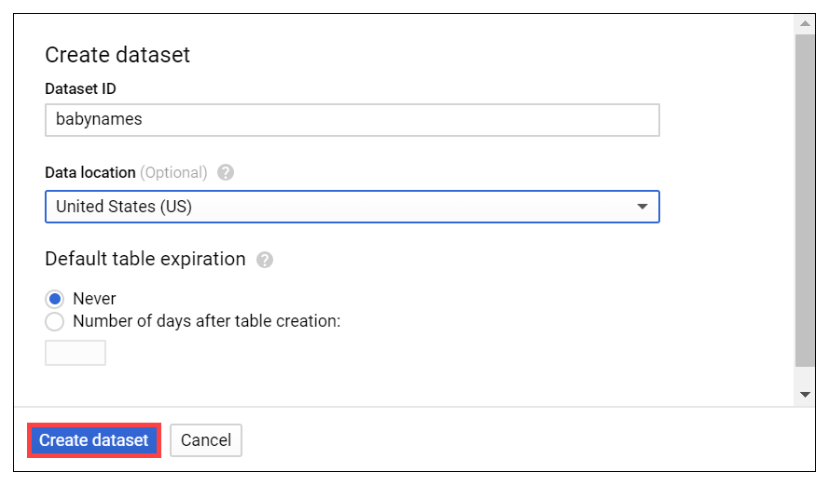 Create dataset
Dataset ID
babynames
Data location (Optional) ?
United States (US)
Default table expiration ?
Never
Number of days after table creation:
Create dataset Cancel